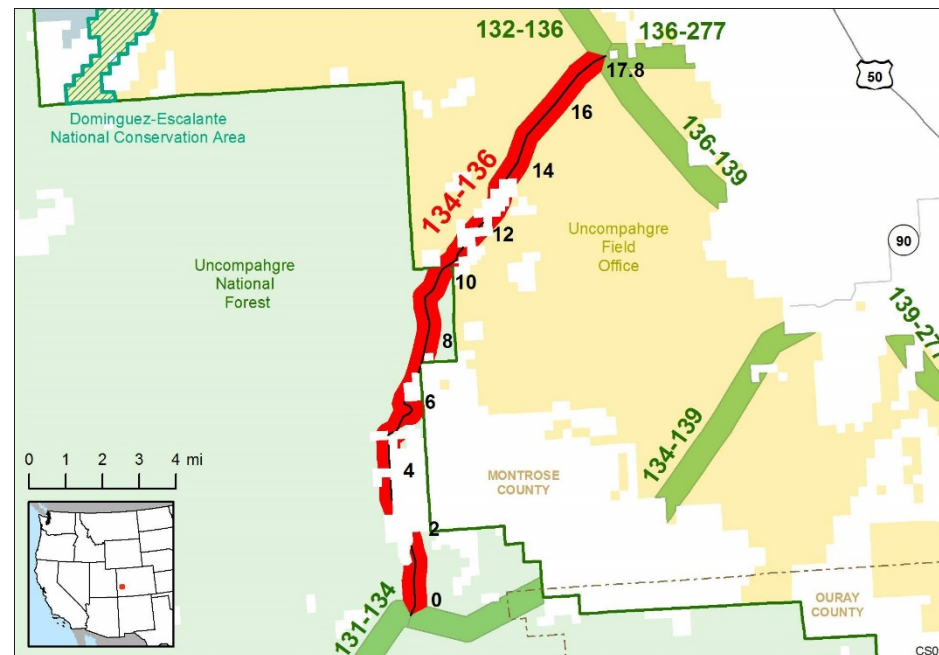 132-136
136-277
17.8
50
Dominguez-Escalante
National Conservation Area
16
136-139
14
134-136
12
Uncompahgre
Field
Office
90
Uncompahgre
National
Forest
10
139-27
8
6
0 1 2 3 4 mi
4
134-139
MONTROSE
COUNTY
2
0
131-134
OURAY
COUNTY
CS0